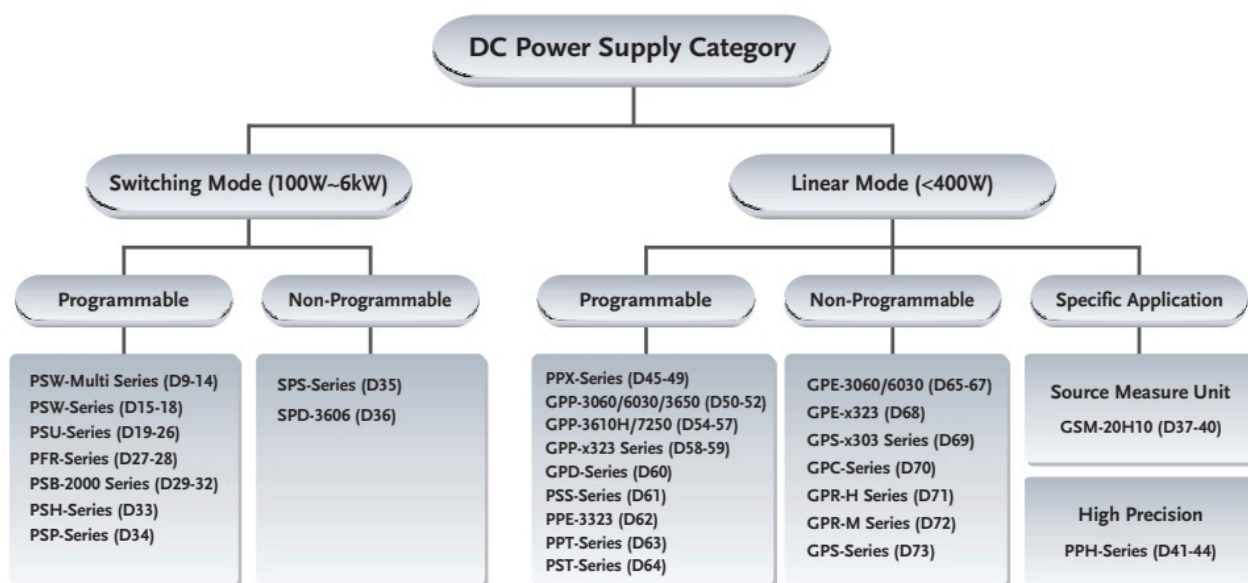 DC Power Supply Category
Switching Mode (100W~6kW)
Linear Mode (<400W)
Programmable
Non-Programmable
Programmable
Non-Programmable
Specific Application
PSW-Multi Series (D9-14)
PSW-Series (D15-18)
PSU-Series (D19-26)
PFR-Series (D27-28)
PSB-2000 Series (D29-32)
PSH-Series (D33)
PSP-Series (D34)
SPS-Series (D35)
SPD-3606 (D36)
PPX-Series (D45-49)
GPP-3060/6030/3650 (D50-52)
GPP-3610H/7250 (D54-57)
GPP-x323 Series (D58-59)
GPD-Series (D60)
PSS-Series (D61)
PPE-3323 (D62)
PPT-Series (D63)
PST-Series (D64)
GPE-3060/6030 (D65-67)
GPE-x323 (D68)
GPS-x303 Series (D69)
GPC-Series (D70)
GPR-H Series (D71)
GPR-M Series (D72)
GPS-Series (D73)
Source Measure Unit
GSM-20H10 (D37-40)
High Precision
PPH-Series (D41-44)